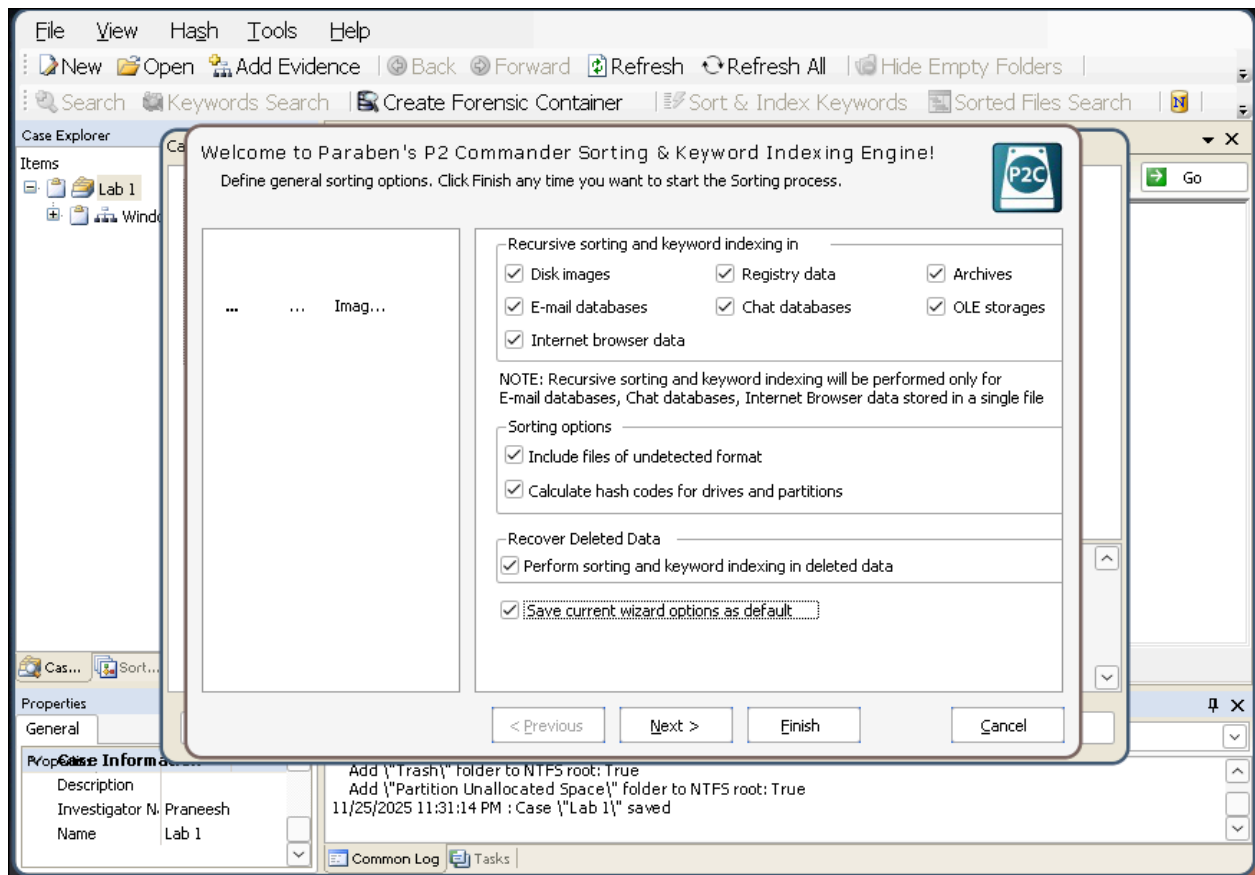 File View Hash Tools Help
New Open Add Evidence Back Forward Refresh Refresh All Hide Empty Folders
Search Keywords Search Create Forensic Container Sort & Index Keywords Sorted Files Search N
Case Explorer
Items
Lab 1
Windo
Ca
Go
Welcome to Paraben's P2 Commander Sorting & Keyword Indexing Engine!
Define general sorting options. Click Finish any time you want to start the Sorting process.
P2C
... ... Imag...
Recursive sorting and keyword indexing in
Disk images Registry data Archives
E-mail databases Chat databases OLE storages
Internet browser data
NOTE: Recursive sorting and keyword indexing will be performed only for
E-mail databases, Chat databases, Internet Browser data stored in a single file
Sorting options
Include files of undetected format
Calculate hash codes for drives and partitions
Recover Deleted Data
Perform sorting and keyword indexing in deleted data
Save current wizard options as default
< Previous Next > Finish Cancel
Cas... Sort...
Properties
General
Case Informa
Description
Investigator N Praneesh
Name Lab 1
Add \"Trash\" folder to NTFS root: True
Add \"Partition Unallocated Space\" folder to NTFS root: True
11/25/2025 11:31:14 PM : Case \"Lab 1\" saved
Common Log Tasks